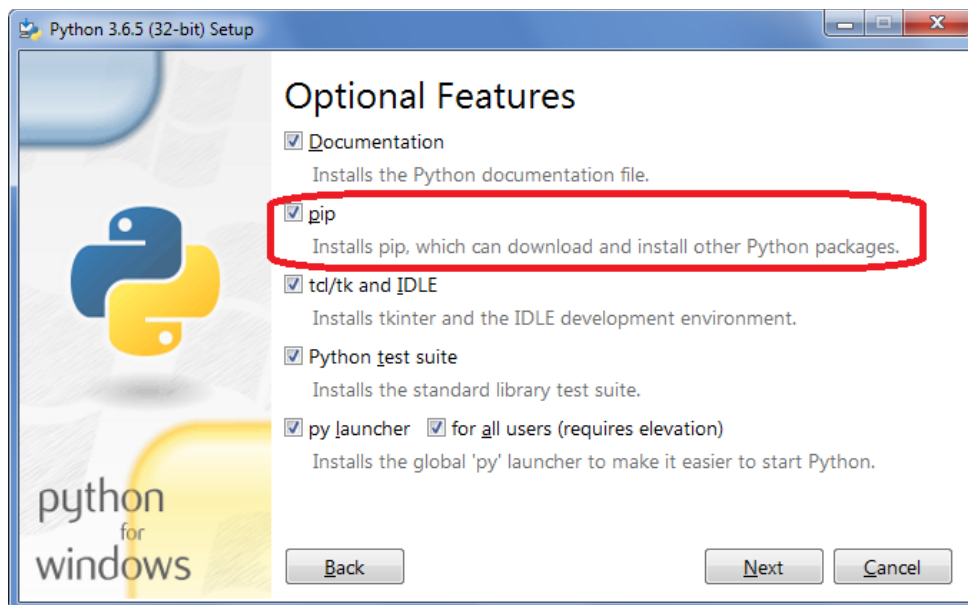 Python 3.6.5 (32-bit) Setup
Optional Features
Documentation
Installs the Python documentation file.
pip
Installs pip, which can download and install other Python packages.
tcl/tk and IDLE
Installs tkinter and the IDLE development environment.
Python test suite
Installs the standard library test suite.
py launcher for all users (requires elevation)
Installs the global 'py' launcher to make it easier to start Python.
python
for
windows
Back Next Cancel